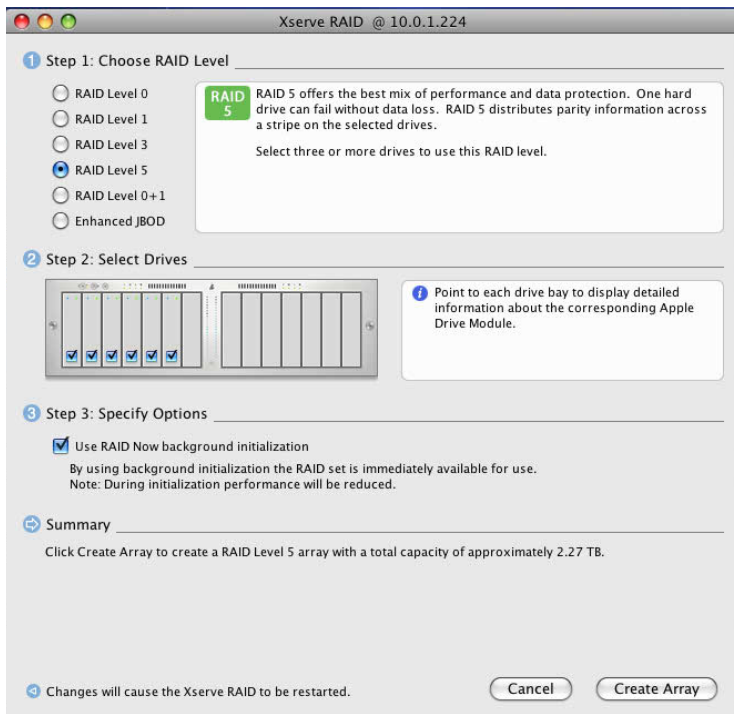 Xserve RAID @ 10.0.1.224
1 Step 1: Choose RAID Level
RAID Level 0
RAID Level 1
RAID Level 3
RAID Level 5
RAID Level 0+1
Enhanced JBOD
RAID 5
RAID 5 offers the best mix of performance and data protection. One hard
drive can fail without data loss. RAID 5 distributes parity information across
a stripe on the selected drives.
Select three or more drives to use this RAID level.
2 Step 2: Select Drives
i Point to each drive bay to display detailed
information about the corresponding Apple
Drive Module.
3 Step 3: Specify Options
Use RAID Now background initialization
By using background initialization the RAID set is immediately available for use.
Note: During initialization performance will be reduced.
Summary
Click Create Array to create a RAID Level 5 array with a total capacity of approximately 2.27 TB.
Changes will cause the Xserve RAID to be restarted.
Cancel
Create Array